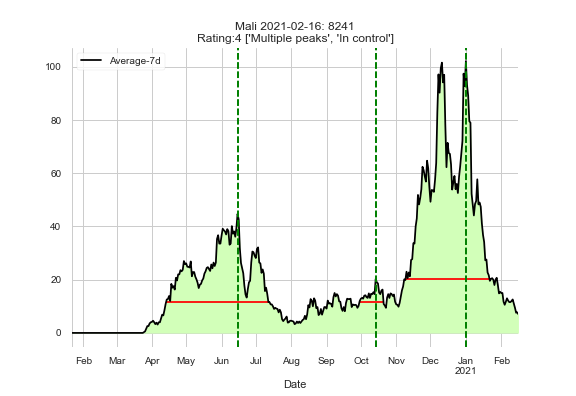 Mali 2021-02-16: 8241
Rating:4 ['Multiple peaks', 'In control']
Average-7d
100
80
60
40
20
0
Feb Mar Apr May Jun Jul Aug Sep Oct Nov Dec Jan Feb
2021
Date